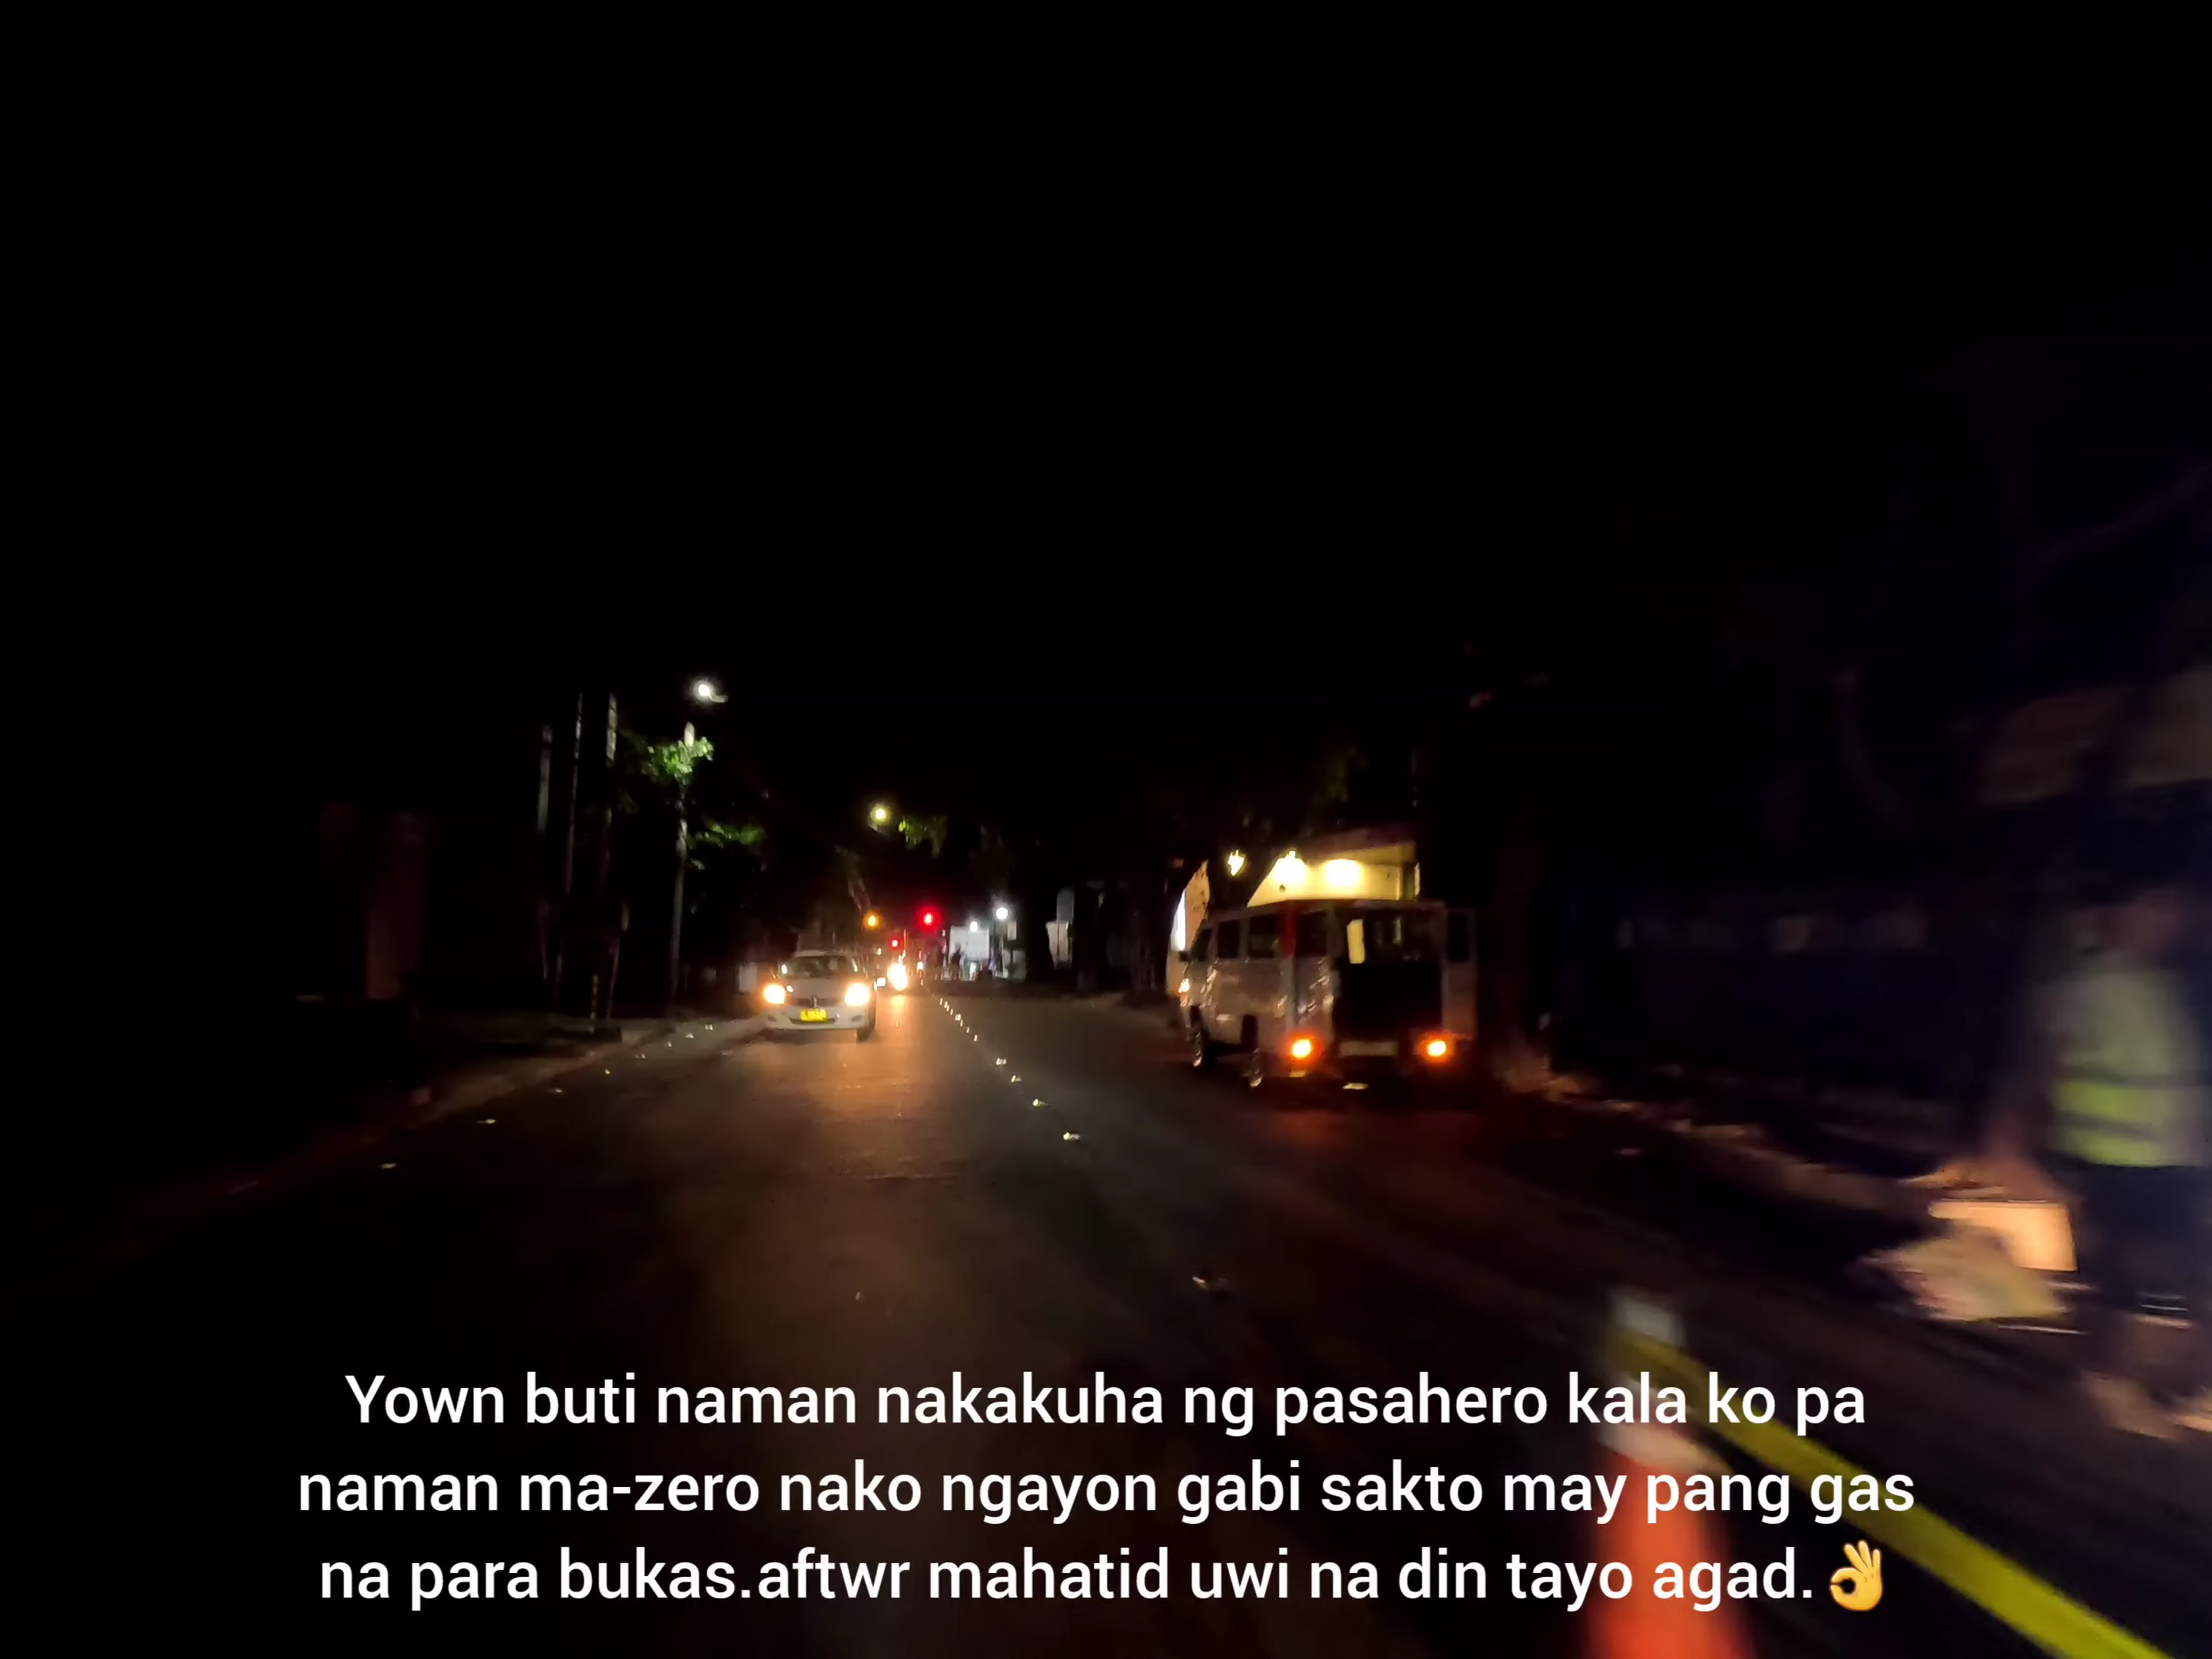 Yown buti naman nakakuha ng pasahero kala ko pa
naman ma-zero nako ngayon gabi sakto may pang gas
na para bukas.aftwr mahatid uwi na din tayo agad.👌